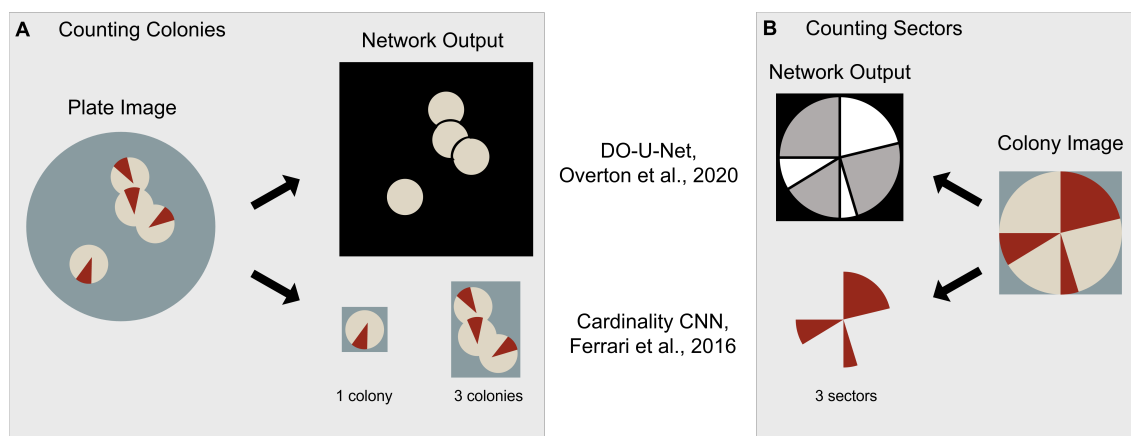 A Counting Colonies
Network Output
Plate Image
1 colony
3 colonies
DO-U-Net,
Overton et al., 2020
Cardinality CNN,
Ferrari et al., 2016
B Counting Sectors
Network Output
Colony Image
3 sectors